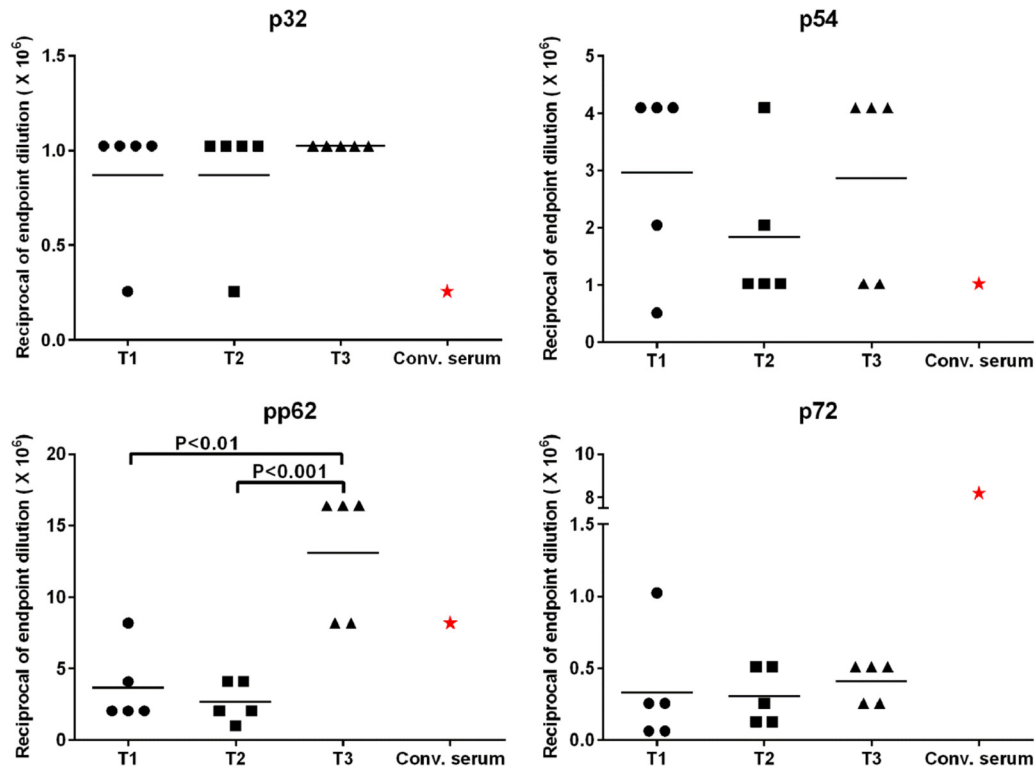 p32
Reciprocal of endpoint dilution ( X 10⁶)
1.5
1.0
0.5
0.0
T1 T2 T3 Conv. serum
p54
Reciprocal of endpoint dilution ( X 10⁶)
5
4
3
2
1
0
T1 T2 T3 Conv. serum
pp62
Reciprocal of endpoint dilution ( X 10⁶)
20
15
10
5
0
P<0.01
P<0.001
T1 T2 T3 Conv. serum
p72
Reciprocal of endpoint dilution ( X 10⁶)
10
8
1.5
1.0
0.5
0.0
T1 T2 T3 Conv. serum